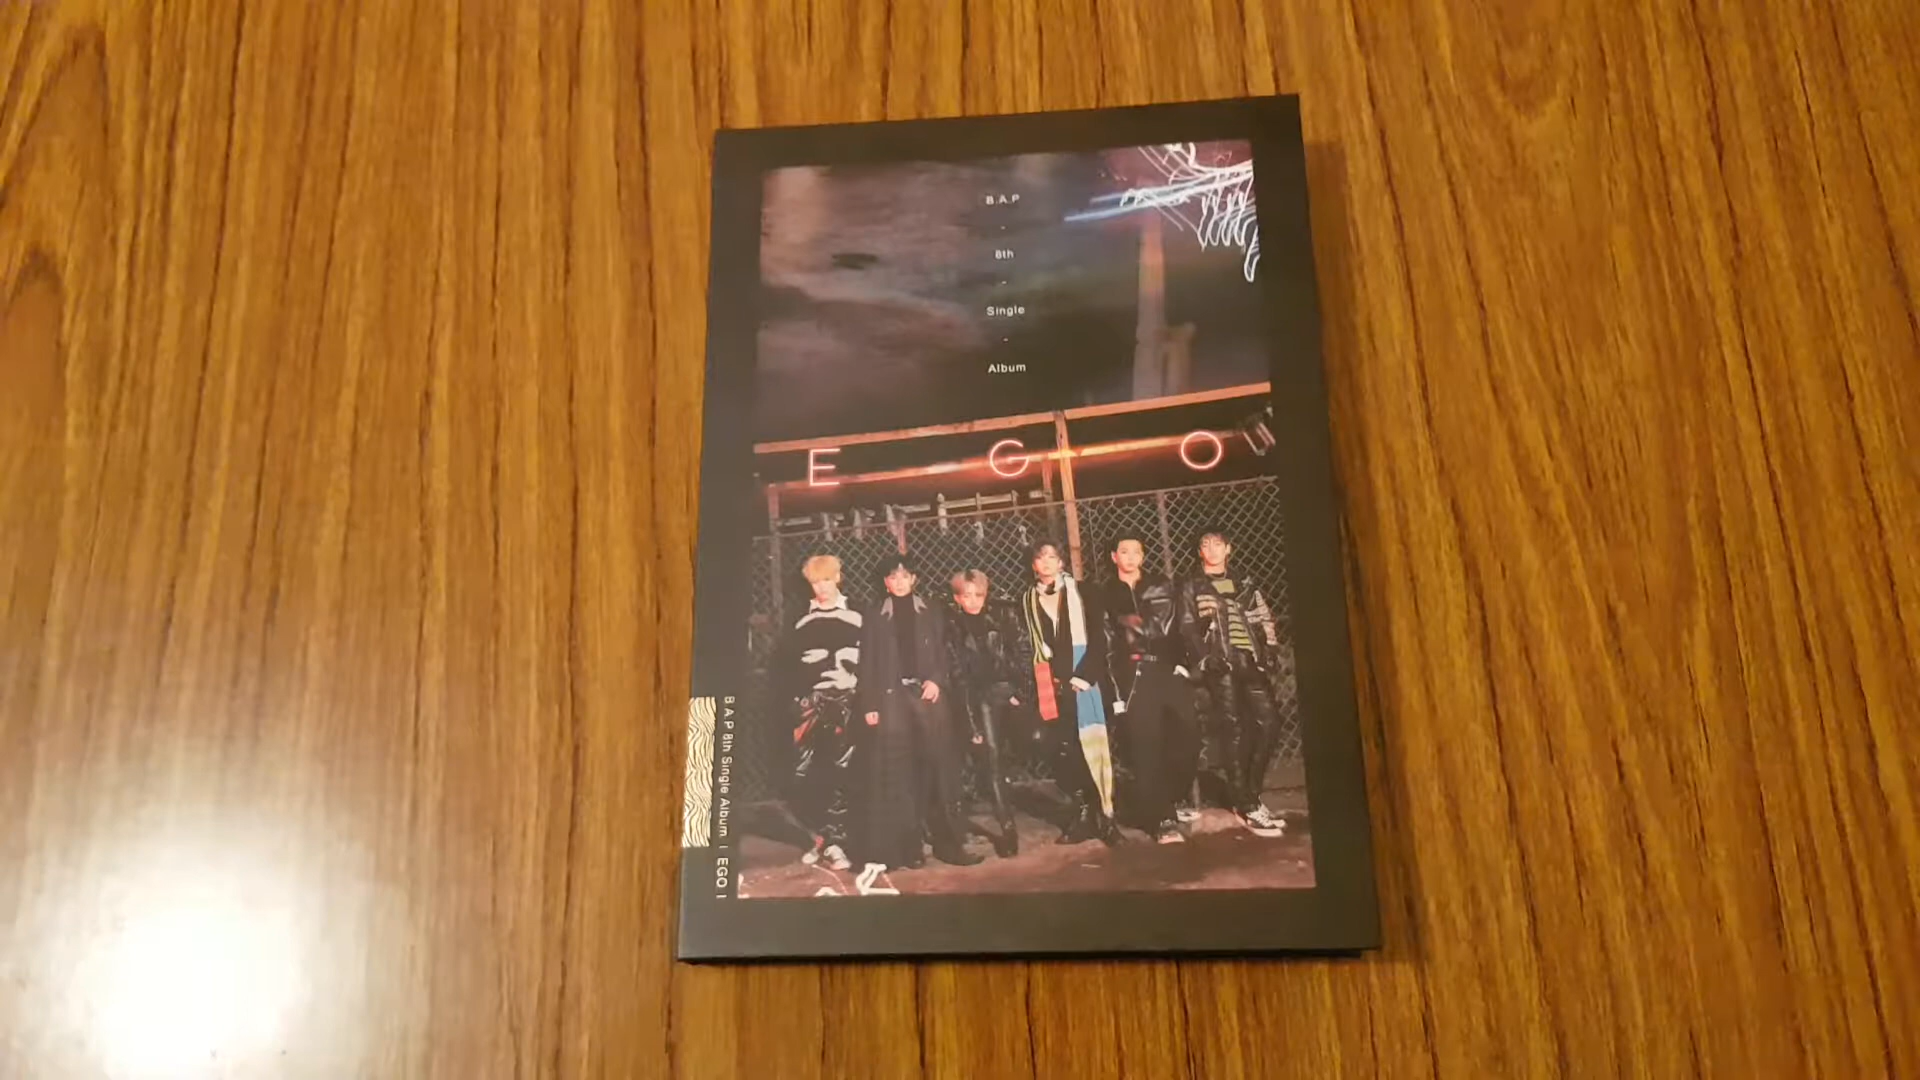 B.A.P
-
8th
-
Single
-
Album
E G O
B.A.P 8th Single Album. I EGO I